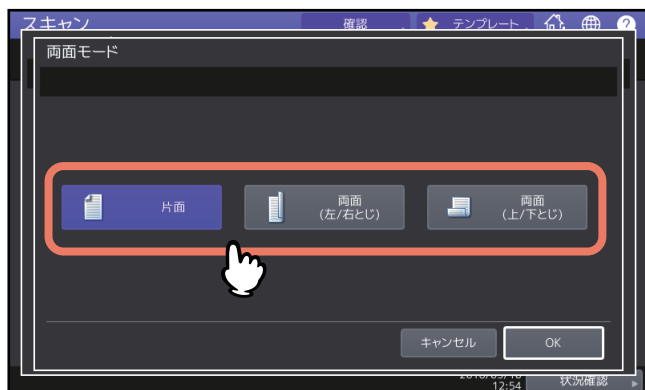 スキャン 確認 テンプレート
両面モード
片面
両面
(左/右とじ)
両面
(上/下とじ)
キャンセル OK
12:54 状況確認